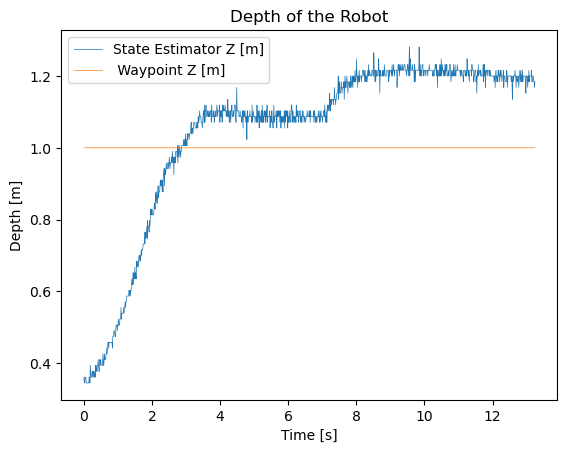 Depth of the Robot
State Estimator Z [m]
Waypoint Z [m]
Depth [m]
1.2
1.0
0.8
0.6
0.4
0 2 4 6 8 10 12
Time [s]